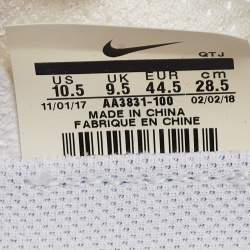 QTJ
US UK EUR cm
10.5 9.5 44.5 28.5
11/01/17 AA3831-100 02/02/18
MADE IN CHINA
FABRIQUE EN CHINE